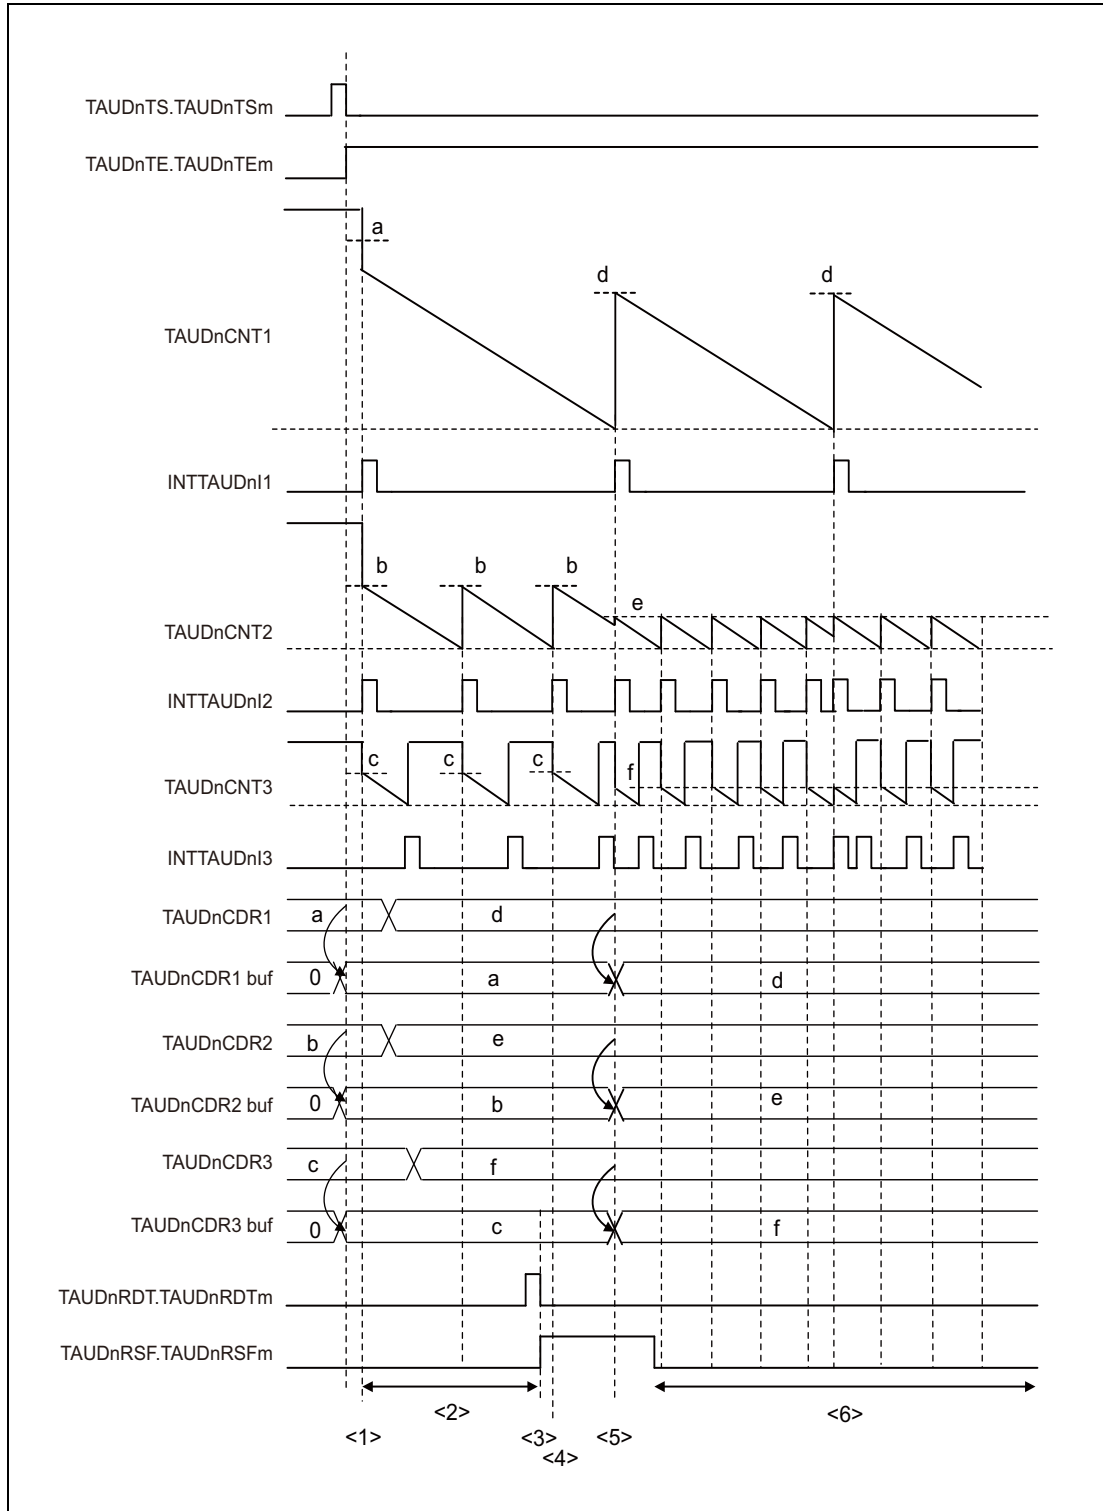 TAUDnTS.TAUDnTSm
TAUDnTE.TAUDnTEm
a
d
d
TAUDnCNT1
INTTAUDnI1
b
b
b
e
TAUDnCNT2
INTTAUDnI2
c
c
c
f
TAUDnCNT3
INTTAUDnI3
TAUDnCDR1
a
d
TAUDnCDR1 buf
0
a
d
TAUDnCDR2
b
e
TAUDnCDR2 buf
0
b
e
TAUDnCDR3
c
f
TAUDnCDR3 buf
0
c
f
TAUDnRDT.TAUDnRDTm
TAUDnRSF.TAUDnRSFm
<2>
<6>
<1>
<3>
<5>
<4>